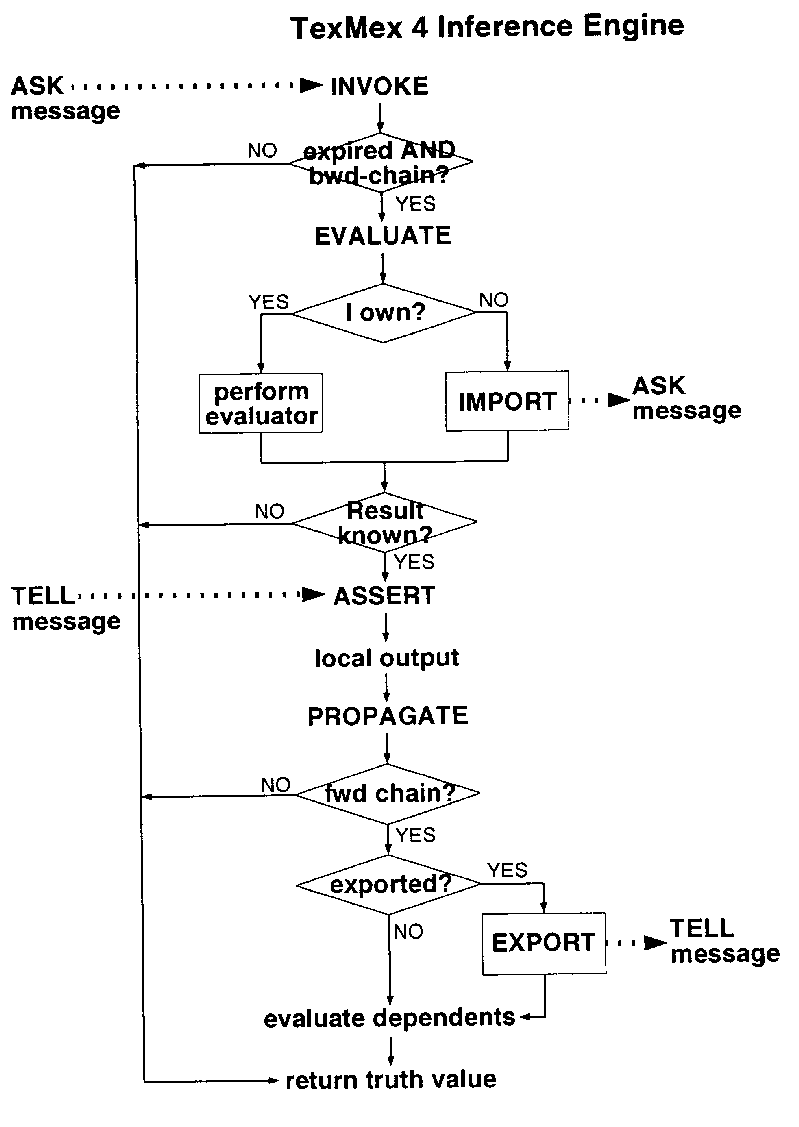 TexMex 4 Inference Engine
ASK
message
INVOKE
NO
expired AND
bwd-chain?
YES
EVALUATE
YES
I own?
NO
perform
evaluator
IMPORT
ASK
message
NO
Result
known?
YES
TELL
message
ASSERT
local output
PROPAGATE
NO
fwd chain?
YES
exported?
YES
NO
EXPORT
TELL
message
evaluate dependents
return truth value